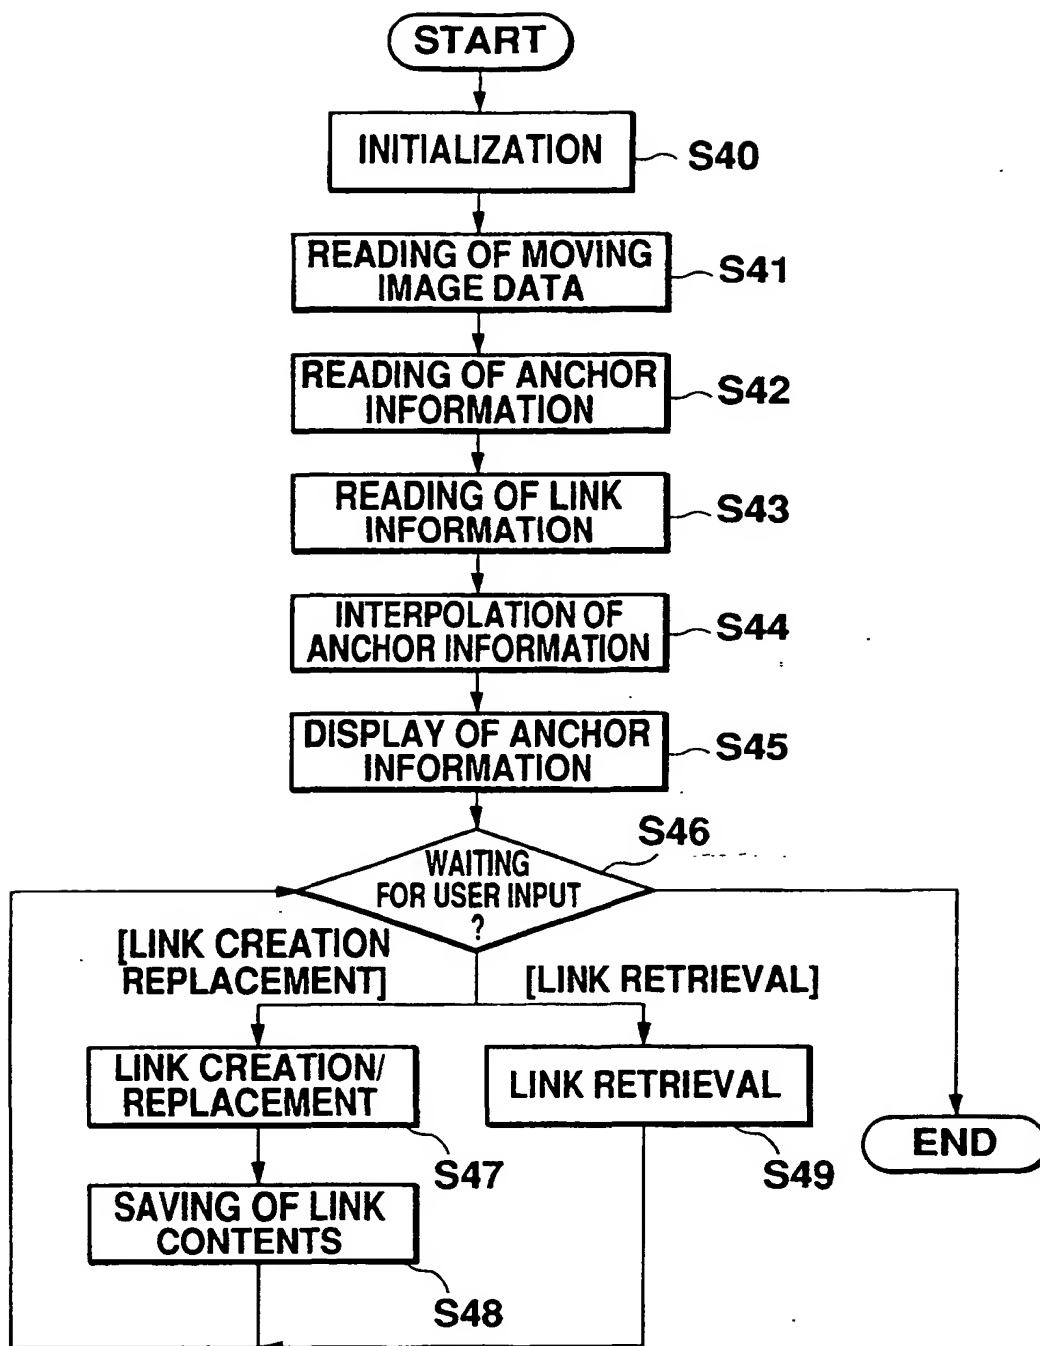 START
INITIALIZATION
S40
READING OF MOVING
IMAGE DATA
S41
READING OF ANCHOR
INFORMATION
S42
READING OF LINK
INFORMATION
S43
INTERPOLATION OF
ANCHOR INFORMATION
S44
DISPLAY OF ANCHOR
INFORMATION
S45
S46
WAITING
FOR USER INPUT
?
[LINK CREATION
REPLACEMENT]
[LINK RETRIEVAL]
LINK CREATION/
REPLACEMENT
S47
LINK RETRIEVAL
S49
END
SAVING OF LINK
CONTENTS
S48